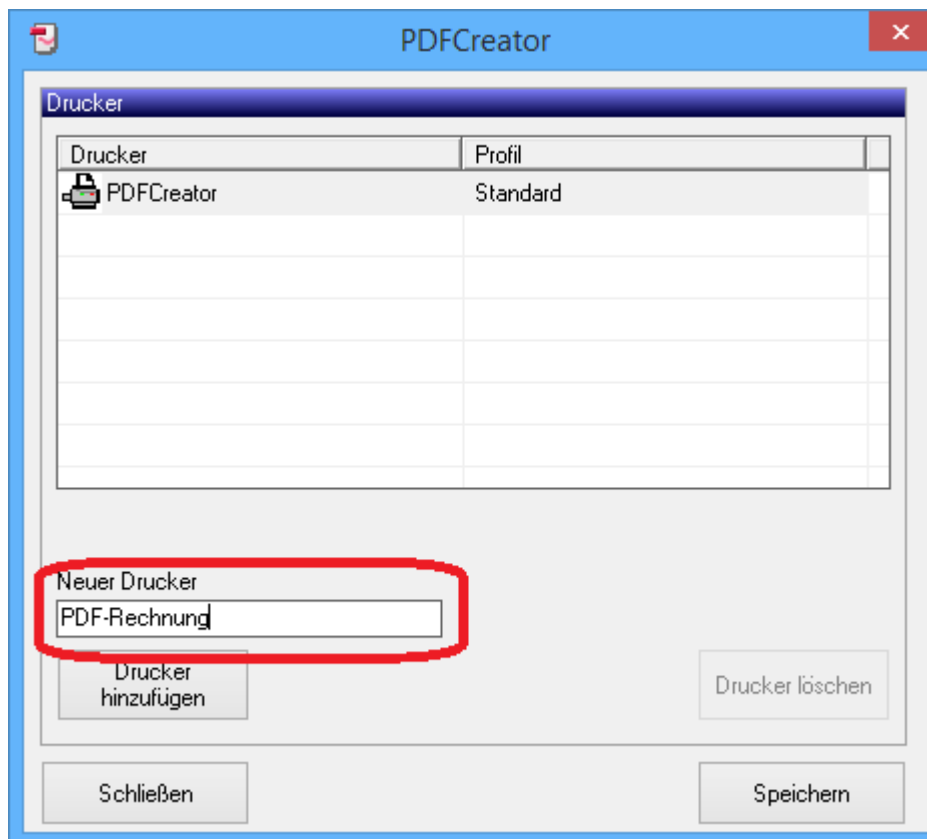 PDFCreator
Drucker
Drucker Profil
PDFCreator Standard
Neuer Drucker
PDF-Rechnung
Drucker
hinzufügen
Drucker löschen
Schließen
Speichern